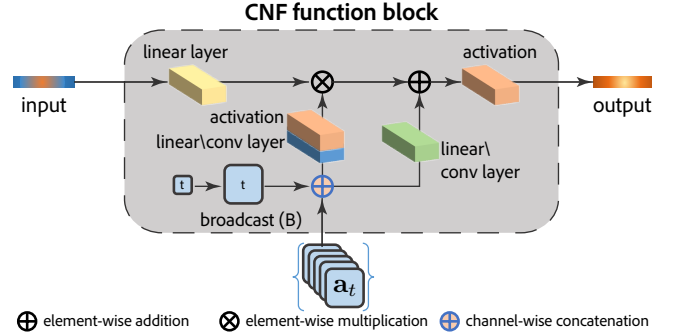 CNF function block
linear layer
activation
input
output
activation
linear\conv layer
linear\
conv layer
t
t
broadcast (B)
a_t
element-wise addition
element-wise multiplication
channel-wise concatenation